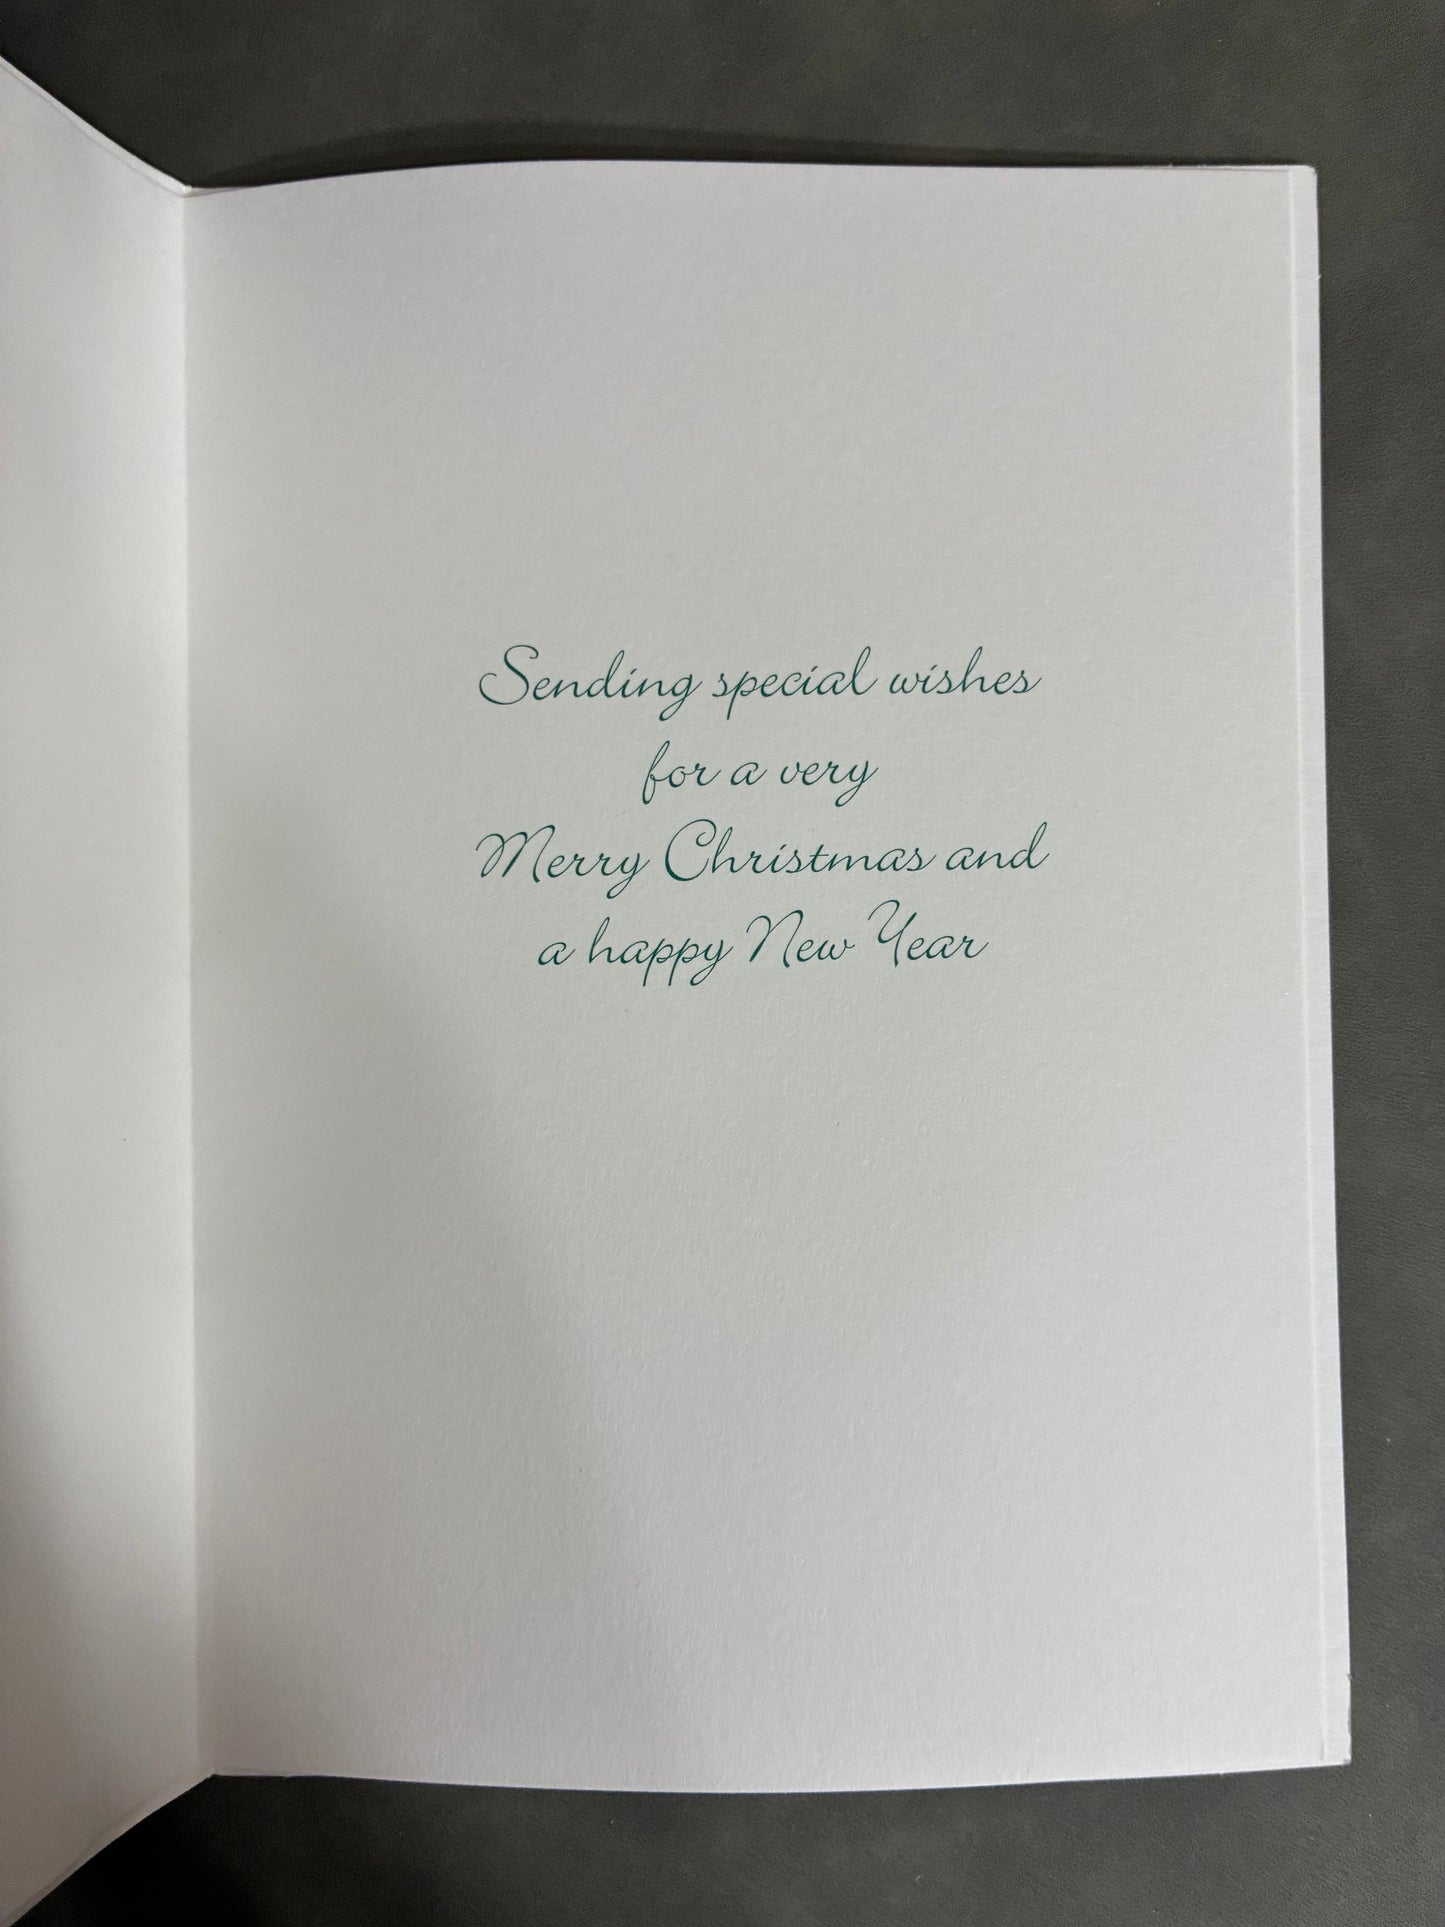 Sending special wishes
for a very
Merry Christmas and
a happy New Year